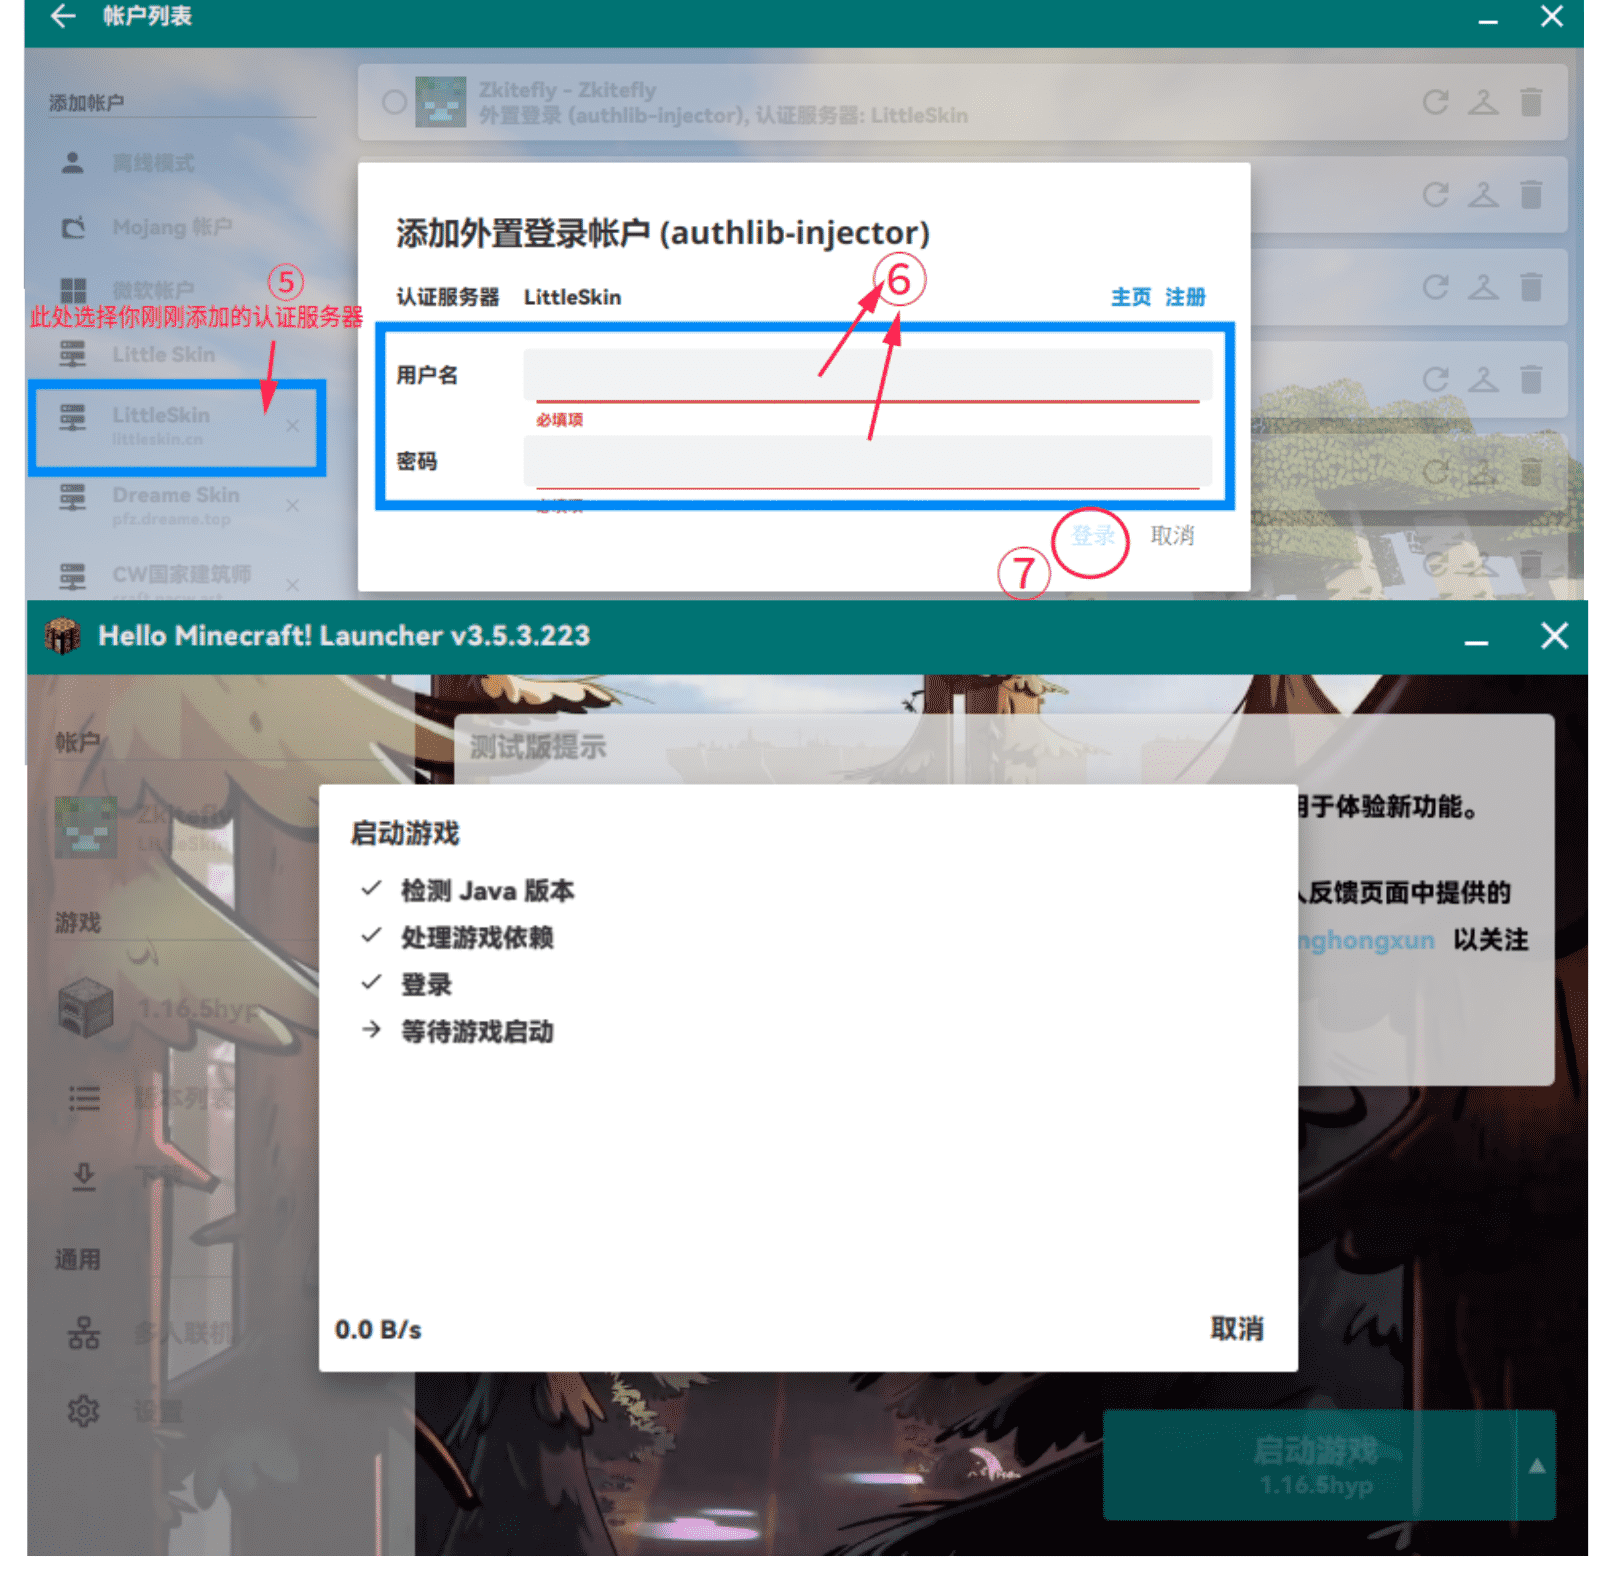 帐户列表
添加帐户
Zkitefly - Zkitefly
外置登录 (authlib-injector), 认证服务器: LittleSkin
离线模式
Mojang 帐户
微软帐户
⑤
此处选择你刚刚添加的认证服务器
Little Skin
LittleSkin
littleskin.cn
Dreame Skin
pfz.dreame.top
CW国家建筑师
添加外置登录帐户 (authlib-injector)
⑥
认证服务器 LittleSkin 主页 注册
用户名
必填项
密码
必填项
登录 取消
⑦
Hello Minecraft! Launcher v3.5.3.223
帐户
Zkitefly
LittleSkin
游戏
1.16.5hyp
版本列表
下载
通用
多人联机
设置
测试版提示
用于体验新功能。
反馈页面中提供的
nghongxun 以关注
启动游戏
检测 Java 版本
处理游戏依赖
登录
等待游戏启动
0.0 B/s 取消
启动游戏
1.16.5hyp